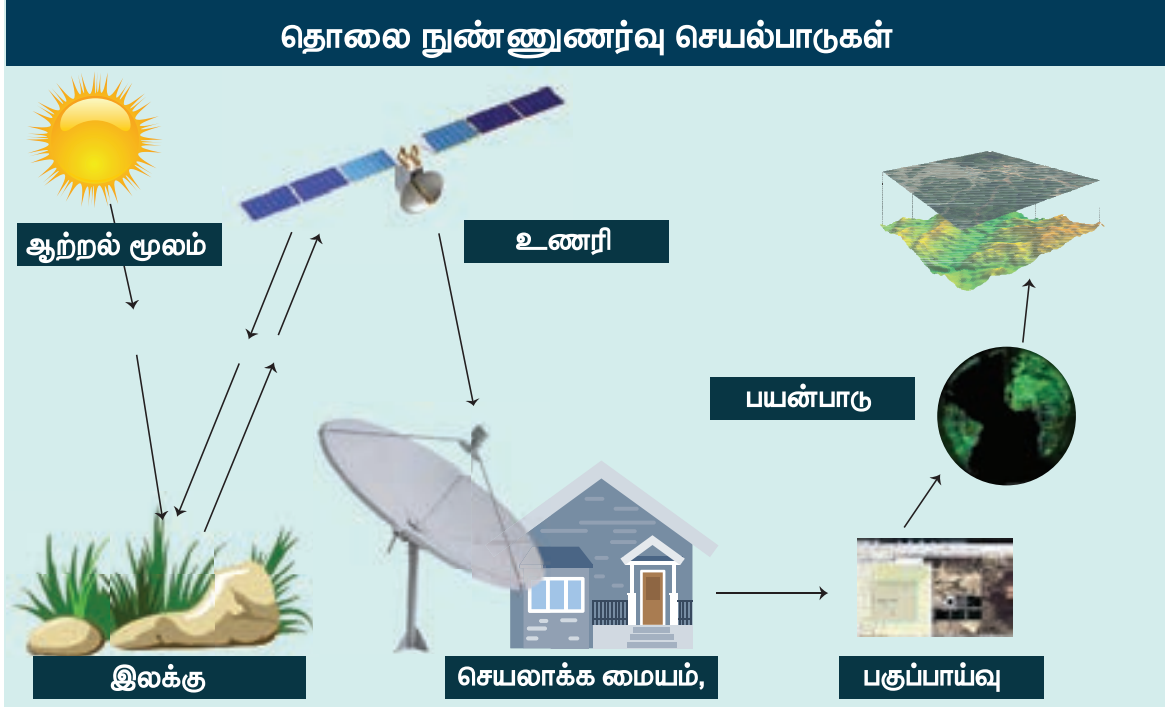 தொலை நுண்ணுணர்வு செயல்பாடுகள்
ஆற்றல் மூலம்
உணரி
பயன்பாடு
இலக்கு
செயலாக்க மையம்,
பகுப்பாய்வு